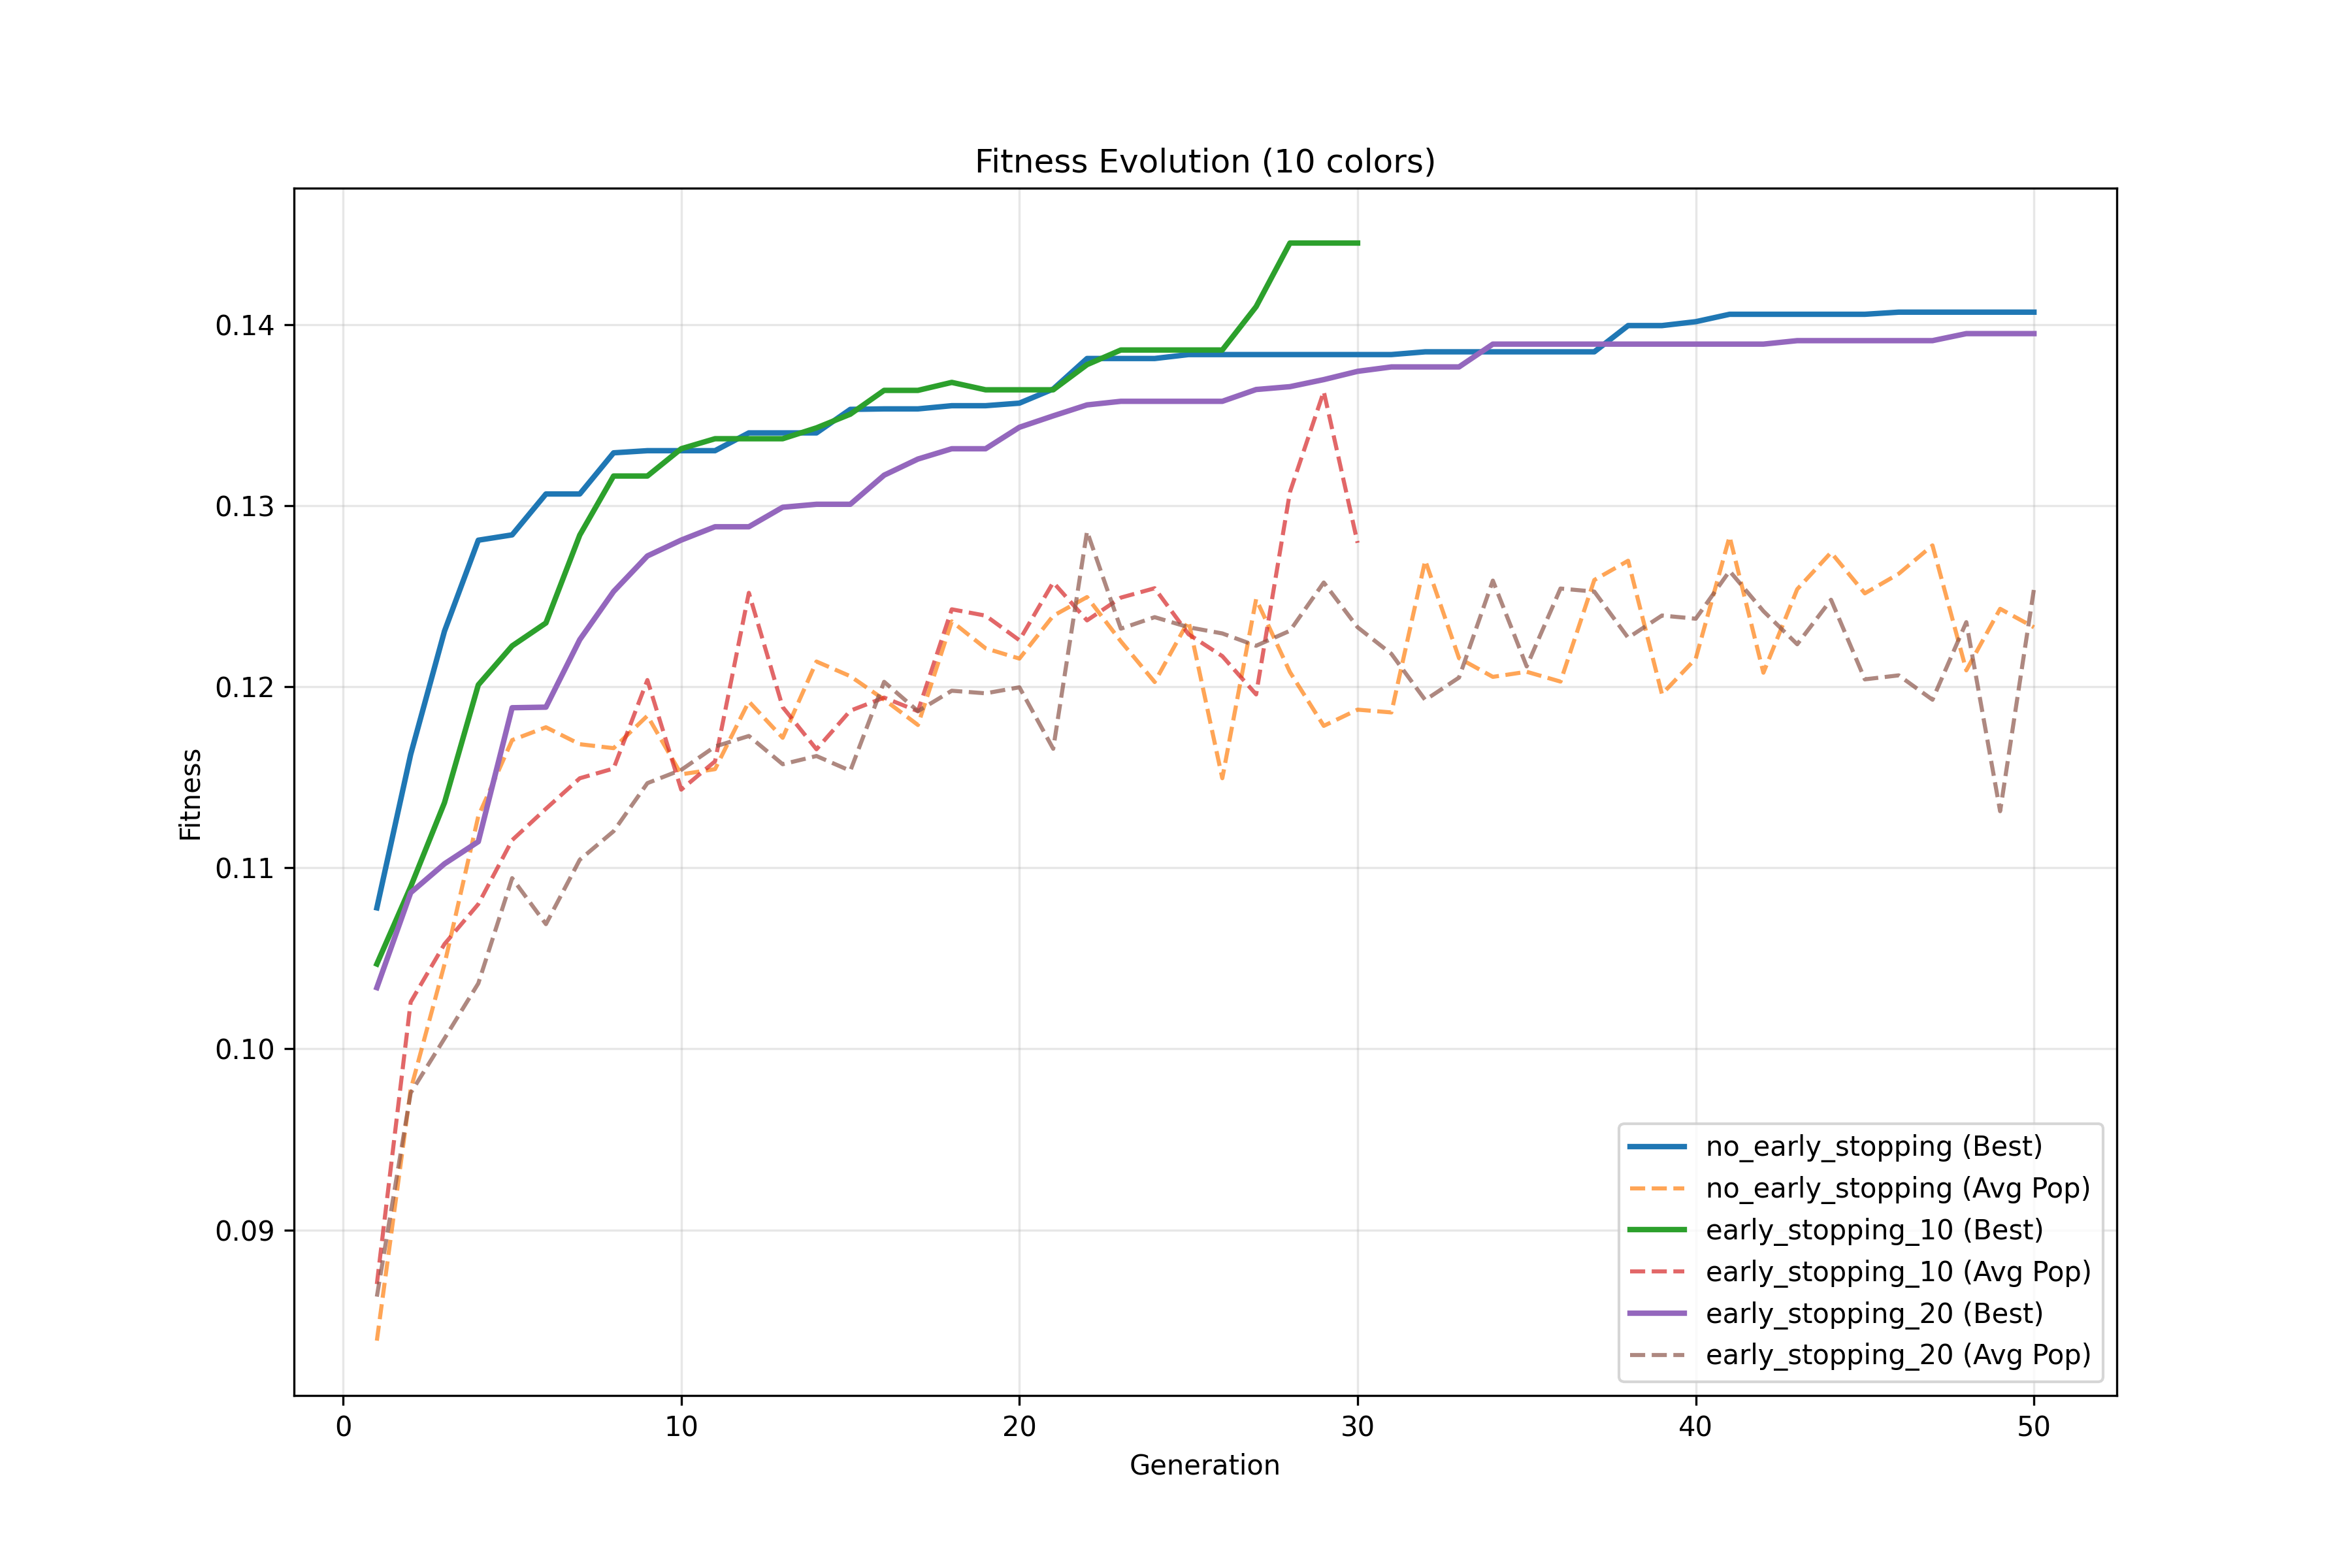 Fitness Evolution (10 colors)
Fitness
0.14
0.13
0.12
0.11
0.10
0.09
0
10
20
30
40
50
Generation
no_early_stopping (Best)
no_early_stopping (Avg Pop)
early_stopping_10 (Best)
early_stopping_10 (Avg Pop)
early_stopping_20 (Best)
early_stopping_20 (Avg Pop)